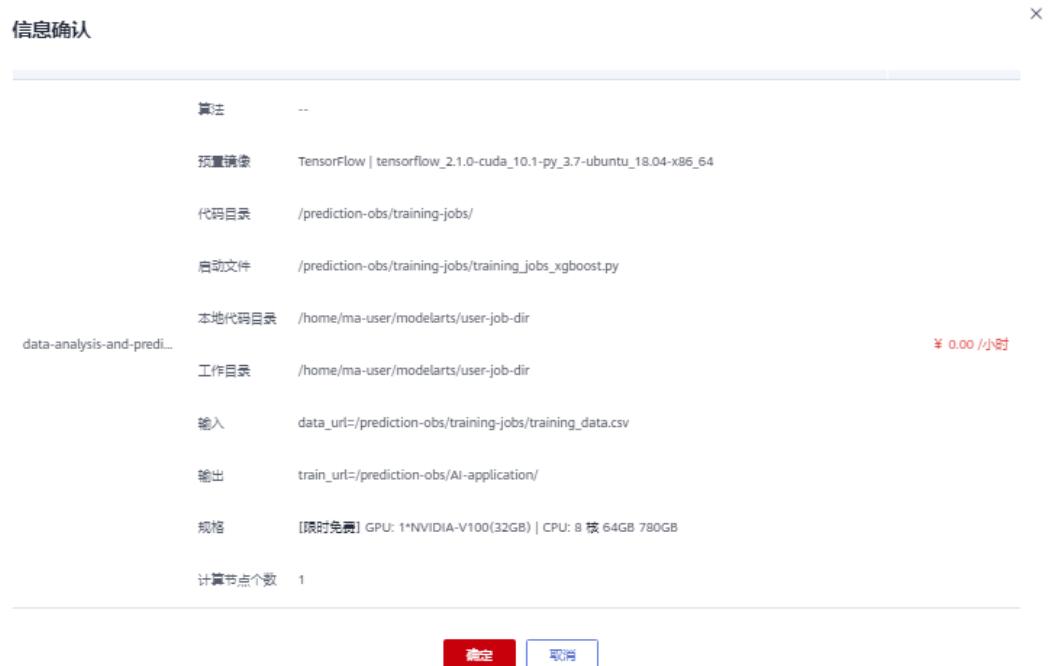 信息确认
算法 --
预置镜像 TensorFlow | tensorflow_2.1.0-cuda_10.1-py_3.7-ubuntu_18.04-x86_64
代码目录 /prediction-obs/training-jobs/
启动文件 /prediction-obs/training-jobs/training_jobs_xgboost.py
本地代码目录 /home/ma-user/modelarts/user-job-dir
data-analysis-and-predi... ¥ 0.00 /小时
工作目录 /home/ma-user/modelarts/user-job-dir
输入 data_url=/prediction-obs/training-jobs/training_data.csv
输出 train_url=/prediction-obs/AI-application/
规格 [限时免费] GPU: 1*NVIDIA-V100(32GB) | CPU: 8 核 64GB 780GB
计算节点个数 1
确定 取消